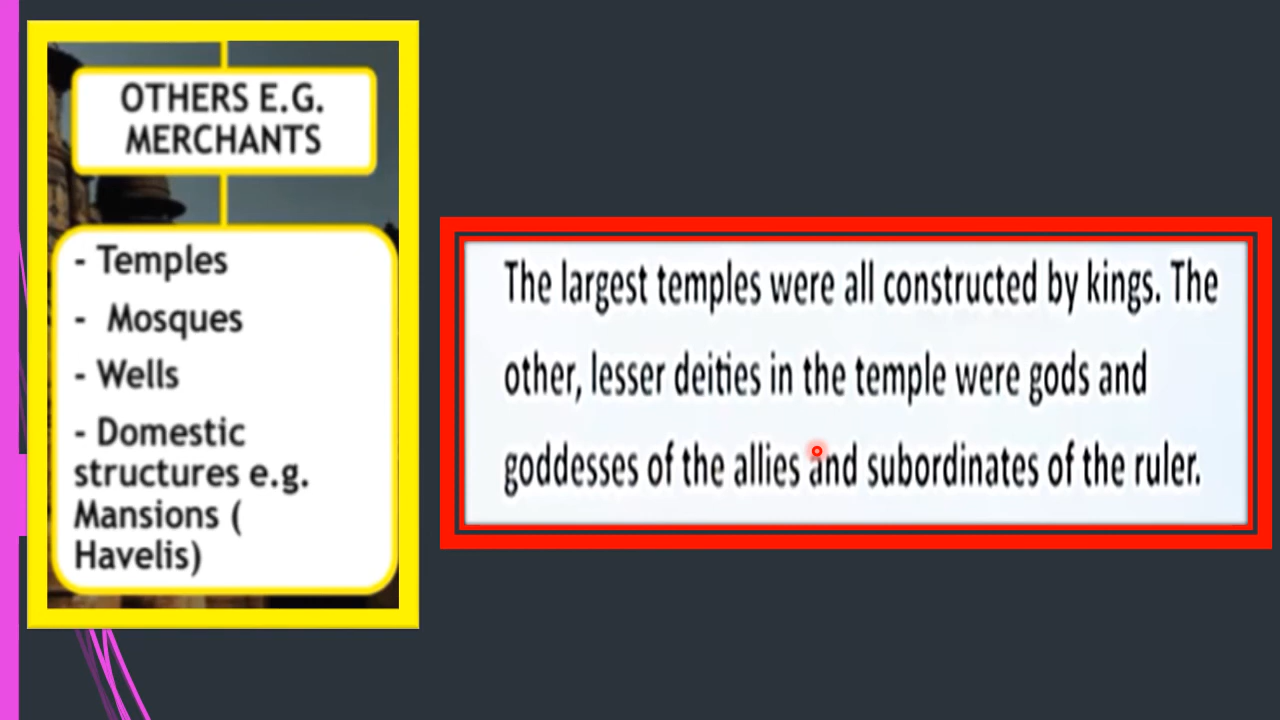 OTHERS E.G.
MERCHANTS
- Temples
- Mosques
- Wells
- Domestic
structures e.g.
Mansions (
Havelis)
The largest temples were all constructed by kings. The
other, lesser deities in the temple were gods and
goddesses of the allies and subordinates of the ruler.